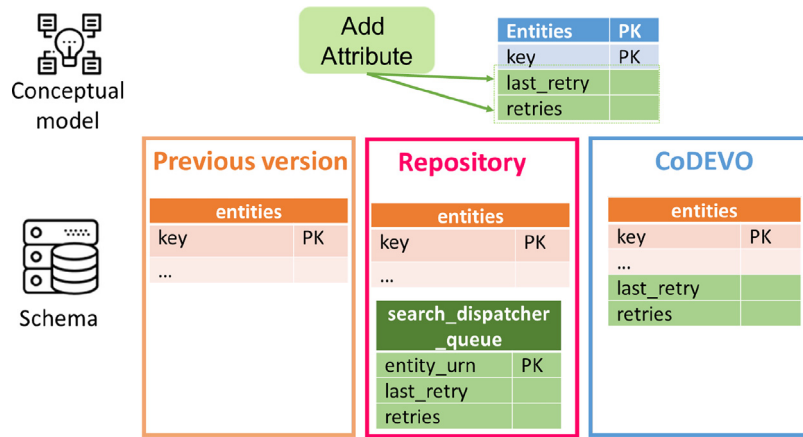 Add
Attribute
Entities PK
key PK
last_retry
retries
Conceptual
model
Previous version
entities
key PK
...
Repository
entities
key PK
...
search_dispatcher
_queue
entity_urn PK
last_retry
retries
CoDEVO
entities
key PK
...
last_retry
retries
Schema